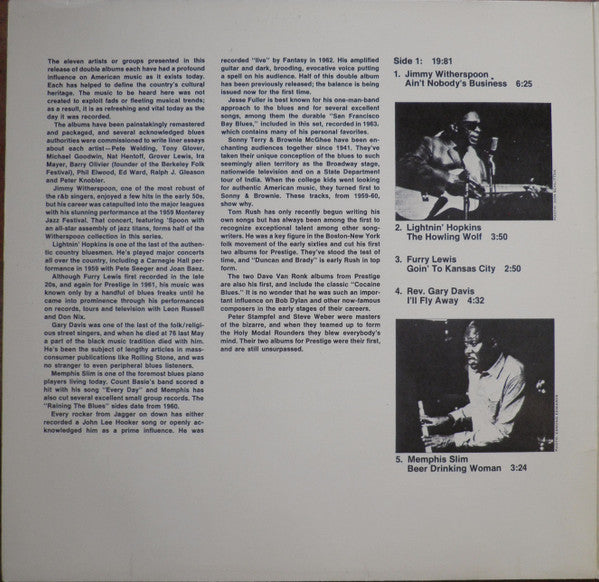 The eleven artists or groups presented in this
release of double albums each have had a profound
influence on American music as it exists today.
Each has helped to define the country's cultural
heritage. The music to be heard here was not
created to exploit fads or fleeting musical trends;
as a result, it is as refreshing and vital today as the
day it was recorded.
The albums have been painstakingly remastered
and packaged, and several acknowledged blues
authorities were commissioned to write liner essays
about each artist—Pete Welding, Tony Glover,
Michael Goodwin, Nat Hentoff, Grover Lewis, Ira
Mayer, Barry Olivier (founder of the Berkeley Folk
Festival), Phil Elwood, Ed Ward, Ralph J. Gleason
and Peter Knobler.
Jimmy Witherspoon, one of the most robust of
the r&b singers, enjoyed a few hits in the early 50s,
but his career was catapulted into the major leagues
with his stunning performance at the 1959 Monterey
Jazz Festival. That concert, featuring 'Spoon with
an all-star assembly of jazz titans, forms half of the
Witherspoon collection in this series.
Lightnin' Hopkins is one of the last of the authen-
tic country bluesmen. He's played major concerts
all over the country, including a Carnegie Hall per-
formance in 1959 with Pete Seeger and Joan Baez.
Although Furry Lewis first recorded in the late
20s, and again for Prestige in 1961, his music was
known only by a handful of blues freaks until he
came into prominence through his performances
on records, tours and television with Leon Russell
and Don Nix.
Gary Davis was one of the last of the folk/religi-
ous street singers, and when he died at 76 last May
a part of the black music tradition died with him.
He's been the subject of lengthy articles in mass-
consumer publications like Rolling Stone, and was
no stranger to even peripheral blues listeners.
Memphis Slim is one of the foremost blues piano
players living today. Count Basie's band scored a
hit with his song "Every Day" and Memphis has
also cut several excellent small group records. The
"Raining The Blues" sides date from 1960.
Every rocker from Jagger on down has either
recorded a John Lee Hooker song or openly ac-
knowledged him as a prime influence. He was
recorded "live" by Fantasy in 1962. His amplified
guitar and dark, brooding, evocative voice putting
a spell on his audience. Half of this double album
has been previously released; the balance is being
issued now for the first time.
Jesse Fuller is best known for his one-man-band
approach to the blues and for several excellent
songs, among them the durable "San Francisco
Bay Blues," included in this set, recorded in 1963,
which contains many of his personal favorites.
Sonny Terry & Brownie McGhee have been en-
chanting audiences together since 1941. They've
taken their unique conception of the blues to such
seemingly alien territory as the Broadway stage,
nationwide television and on a State Department
tour of India. When the college kids went looking
for authentic American music, they turned first to
Sonny & Brownie. These tracks, from 1959-60,
show why.
Tom Rush has only recently begun writing his
own songs but has always been among the first to
recognize exceptional talent among other song-
writers. He was a key figure in the Boston-New York
folk movement of the early sixties and cut his first
two albums for Prestige. They've stood the test of
time, and "Duncan and Brady" is early Rush in top
form.
The two Dave Van Ronk albums from Prestige
are also his first, and include the classic "Cocaine
Blues." It is no wonder that he was such an impor-
tant influence on Bob Dylan and other now-famous
composers in the early stages of their careers.
Peter Stampfel and Steve Weber were masters
of the bizarre, and when they teamed up to form
the Holy Modal Rounders they blew everybody's
mind. Their two albums for Prestige were their first,
and are still unsurpassed.
Side 1: 19:81
1. Jimmy Witherspoon
Ain't Nobody's Business 6:25
2. Lightnin' Hopkins
The Howling Wolf 3:50
3. Furry Lewis
Goin' To Kansas City 2:50
4. Rev. Gary Davis
I'll Fly Away 4:32
5. Memphis Slim
Beer Drinking Woman 3:24